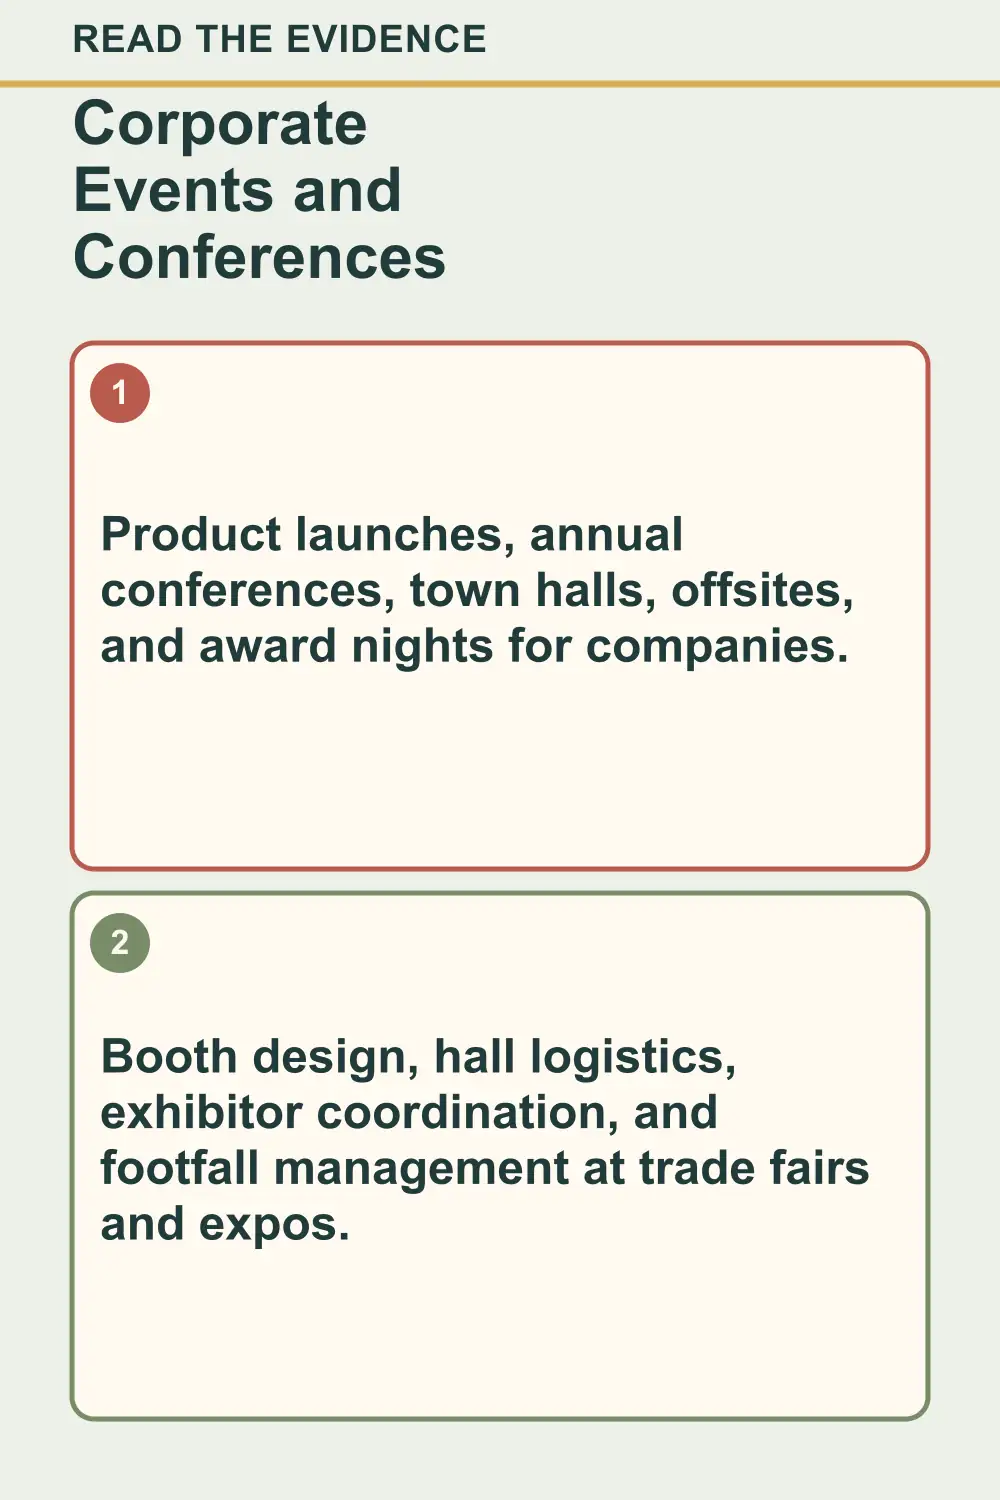 READ THE EVIDENCE
Corporate
Events and
Conferences
1
Product launches, annual
conferences, town halls, offsites,
and award nights for companies.
2
Booth design, hall logistics,
exhibitor coordination, and
footfall management at trade fairs
and expos.